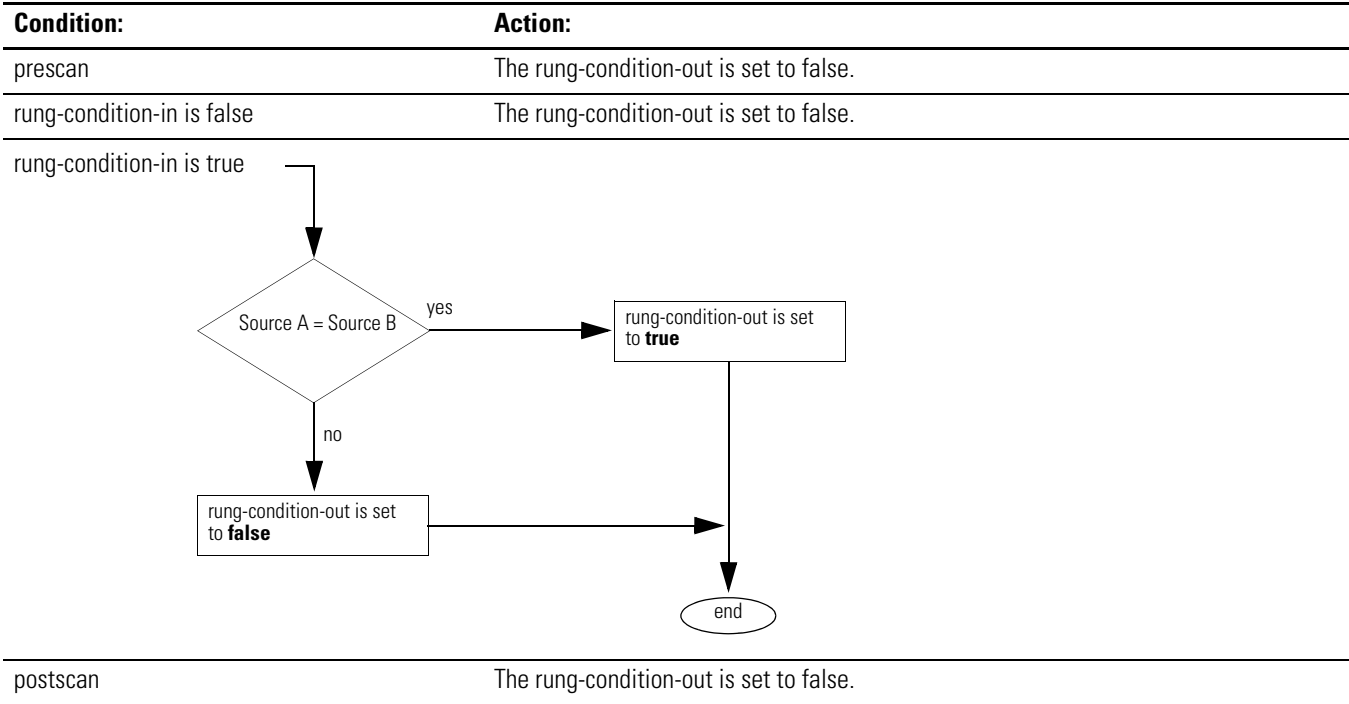 Condition: Action:
prescan The rung-condition-out is set to false.
rung-condition-in is false The rung-condition-out is set to false.
rung-condition-in is true
Source A = Source B
yes
rung-condition-out is set
to true
no
rung-condition-out is set
to false
end
postscan The rung-condition-out is set to false.